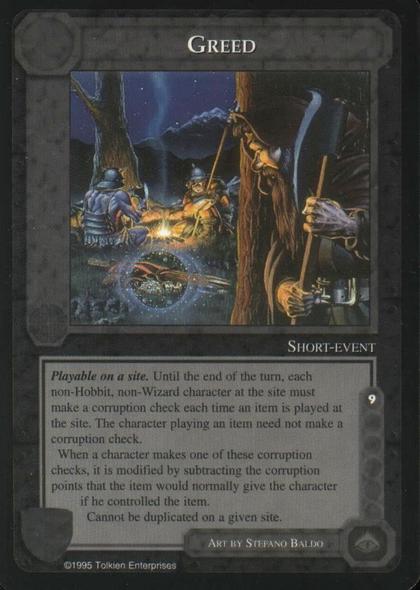 GREED
SHORT-EVENT
Playable on a site. Until the end of the turn, each
non-Hobbit, non-Wizard character at the site must
make a corruption check each time an item is played at
the site. The character playing an item need not make a
corruption check.
When a character makes one of these corruption
checks, it is modified by subtracting the corruption
points that the item would normally give the character
if he controlled the item.
Cannot be duplicated on a given site.
9
ART BY STEFANO BALDO
©1995 Tolkien Enterprises